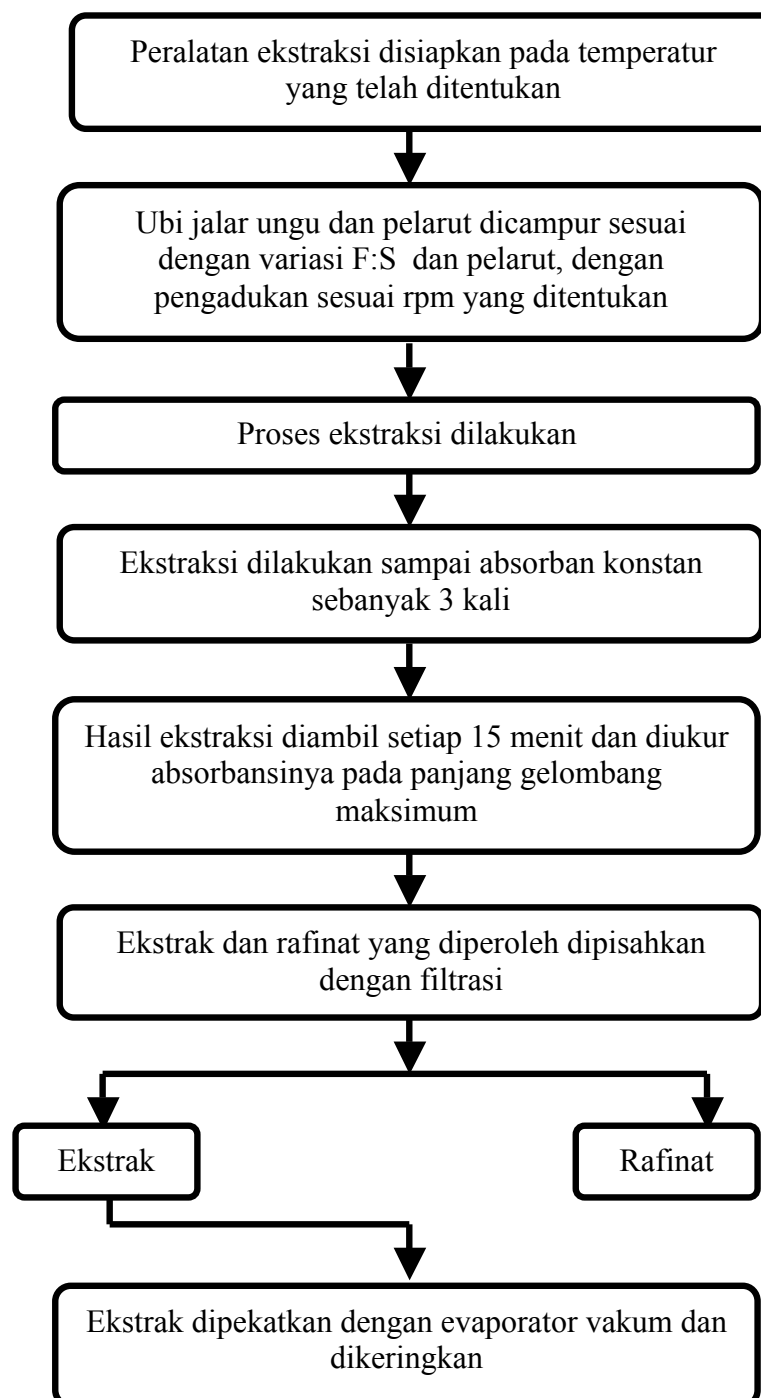 Peralatan ekstraksi disiapkan pada temperatur
yang telah ditentukan
Ubi jalar ungu dan pelarut dicampur sesuai
dengan variasi F:S dan pelarut, dengan
pengadukan sesuai rpm yang ditentukan
Proses ekstraksi dilakukan
Ekstraksi dilakukan sampai absorban konstan
sebanyak 3 kali
Hasil ekstraksi diambil setiap 15 menit dan diukur
absorbansinya pada panjang gelombang
maksimum
Ekstrak dan rafinat yang diperoleh dipisahkan
dengan filtrasi
Ekstrak
Rafinat
Ekstrak dipekatkan dengan evaporator vakum dan
dikeringkan